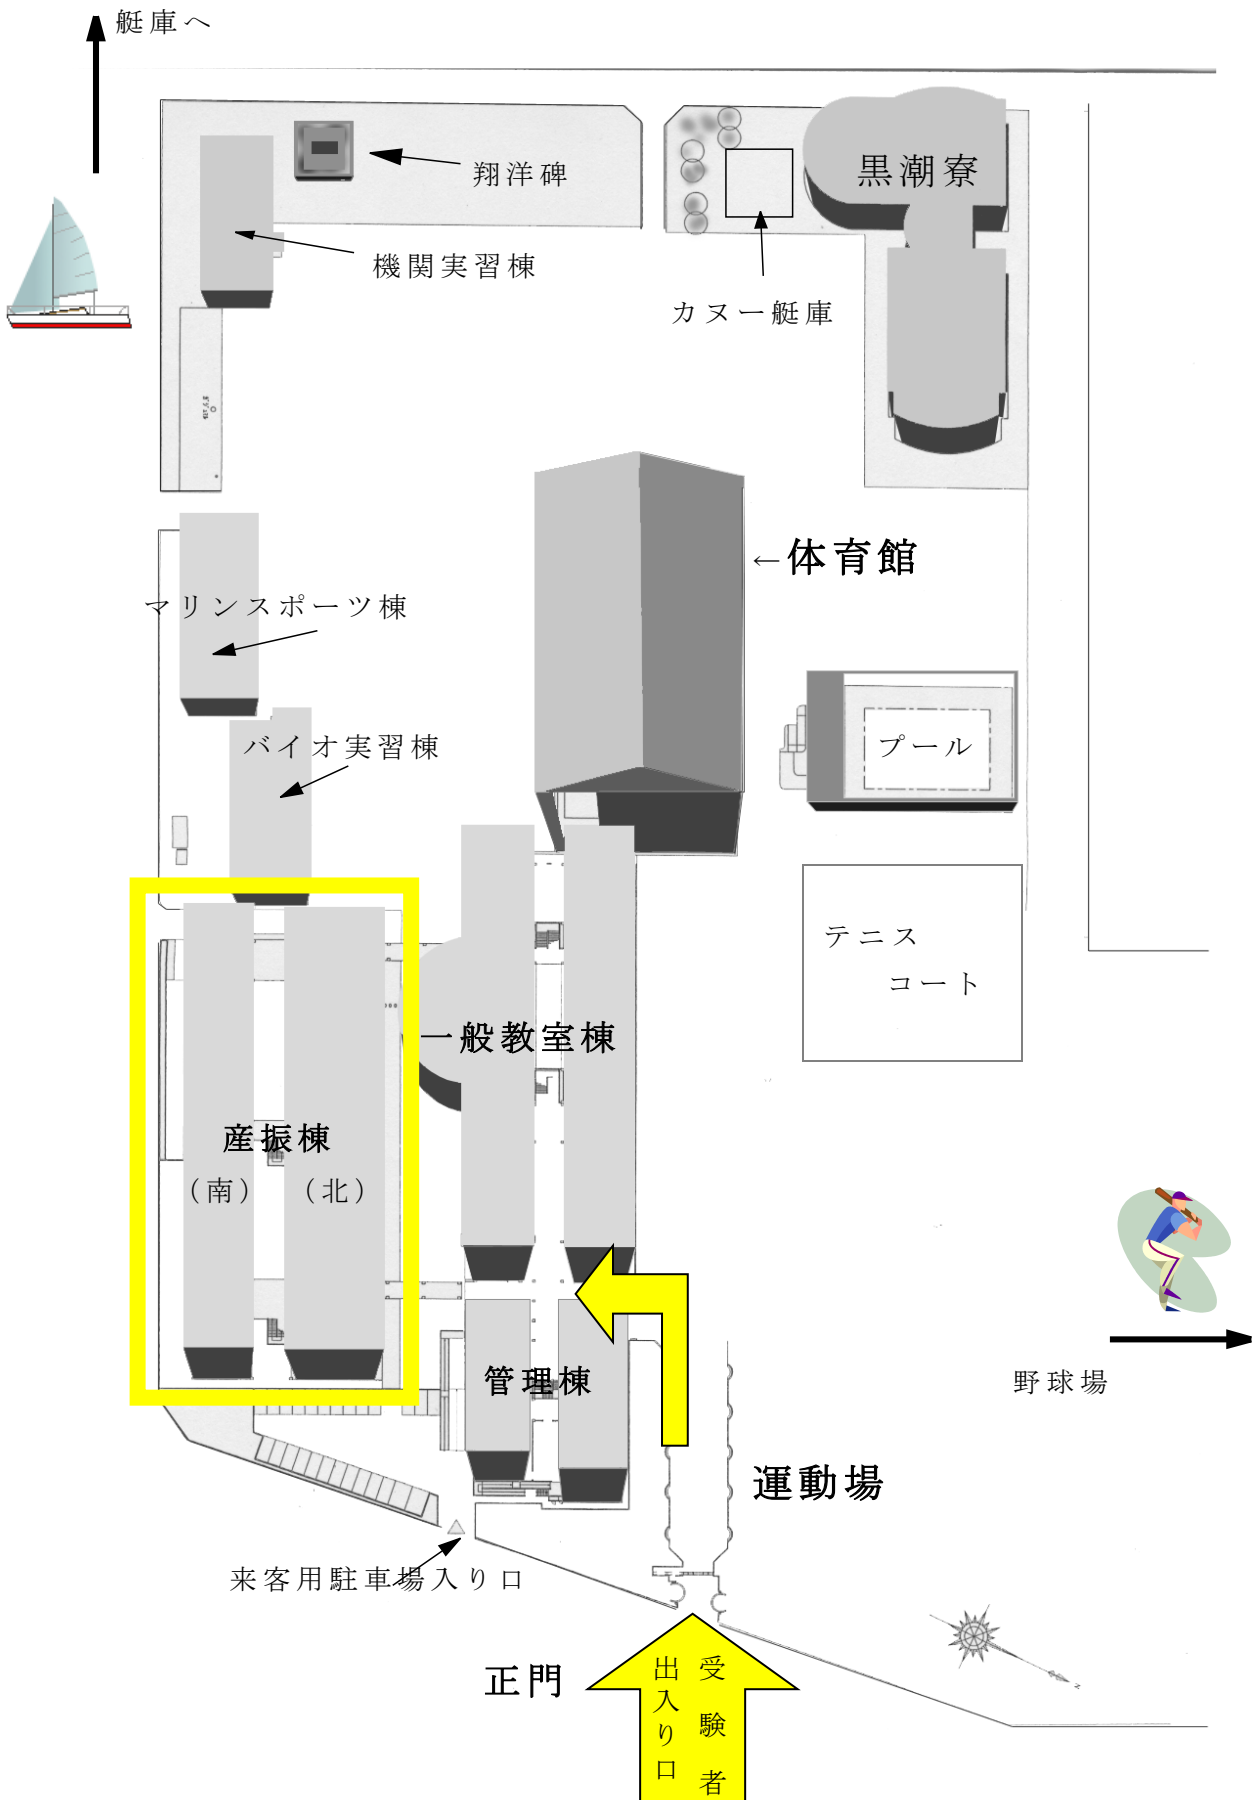 艇庫へ
翔洋碑
黒潮寮
機関実習棟
カヌー艇庫
←体育館
マリンスポーツ棟
バイオ実習棟
プール
テニス
コート
一般教室棟
産振棟
（南）
（北）
管理棟
野球場
運動場
来客用駐車場入り口
正門
受験者
出入り口
N